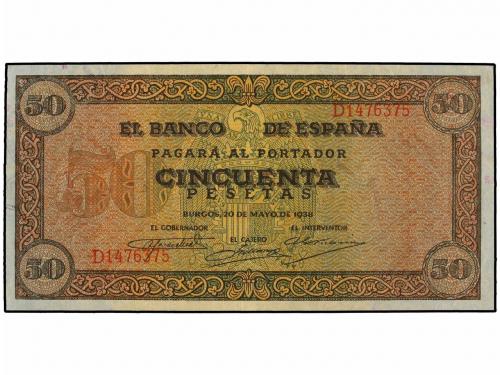 50 50
D1476375
EL BANCO DE ESPAÑA
PAGARÁ AL PORTADOR
50
CINCUENTA
PESETAS
BURGOS, 20 DE MAYO, DE 1938
EL GOBERNADOR EL INTERVENTOR
EL CAJERO
D1476375
50 50